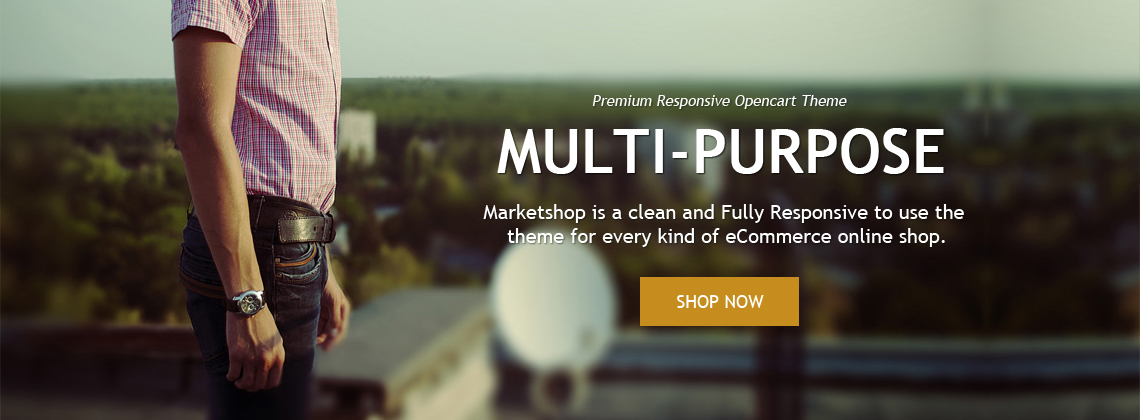 Premium Responsive Opencart Theme
MULTI-PURPOSE
Marketshop is a clean and Fully Responsive to use the
theme for every kind of eCommerce online shop.
SHOP NOW